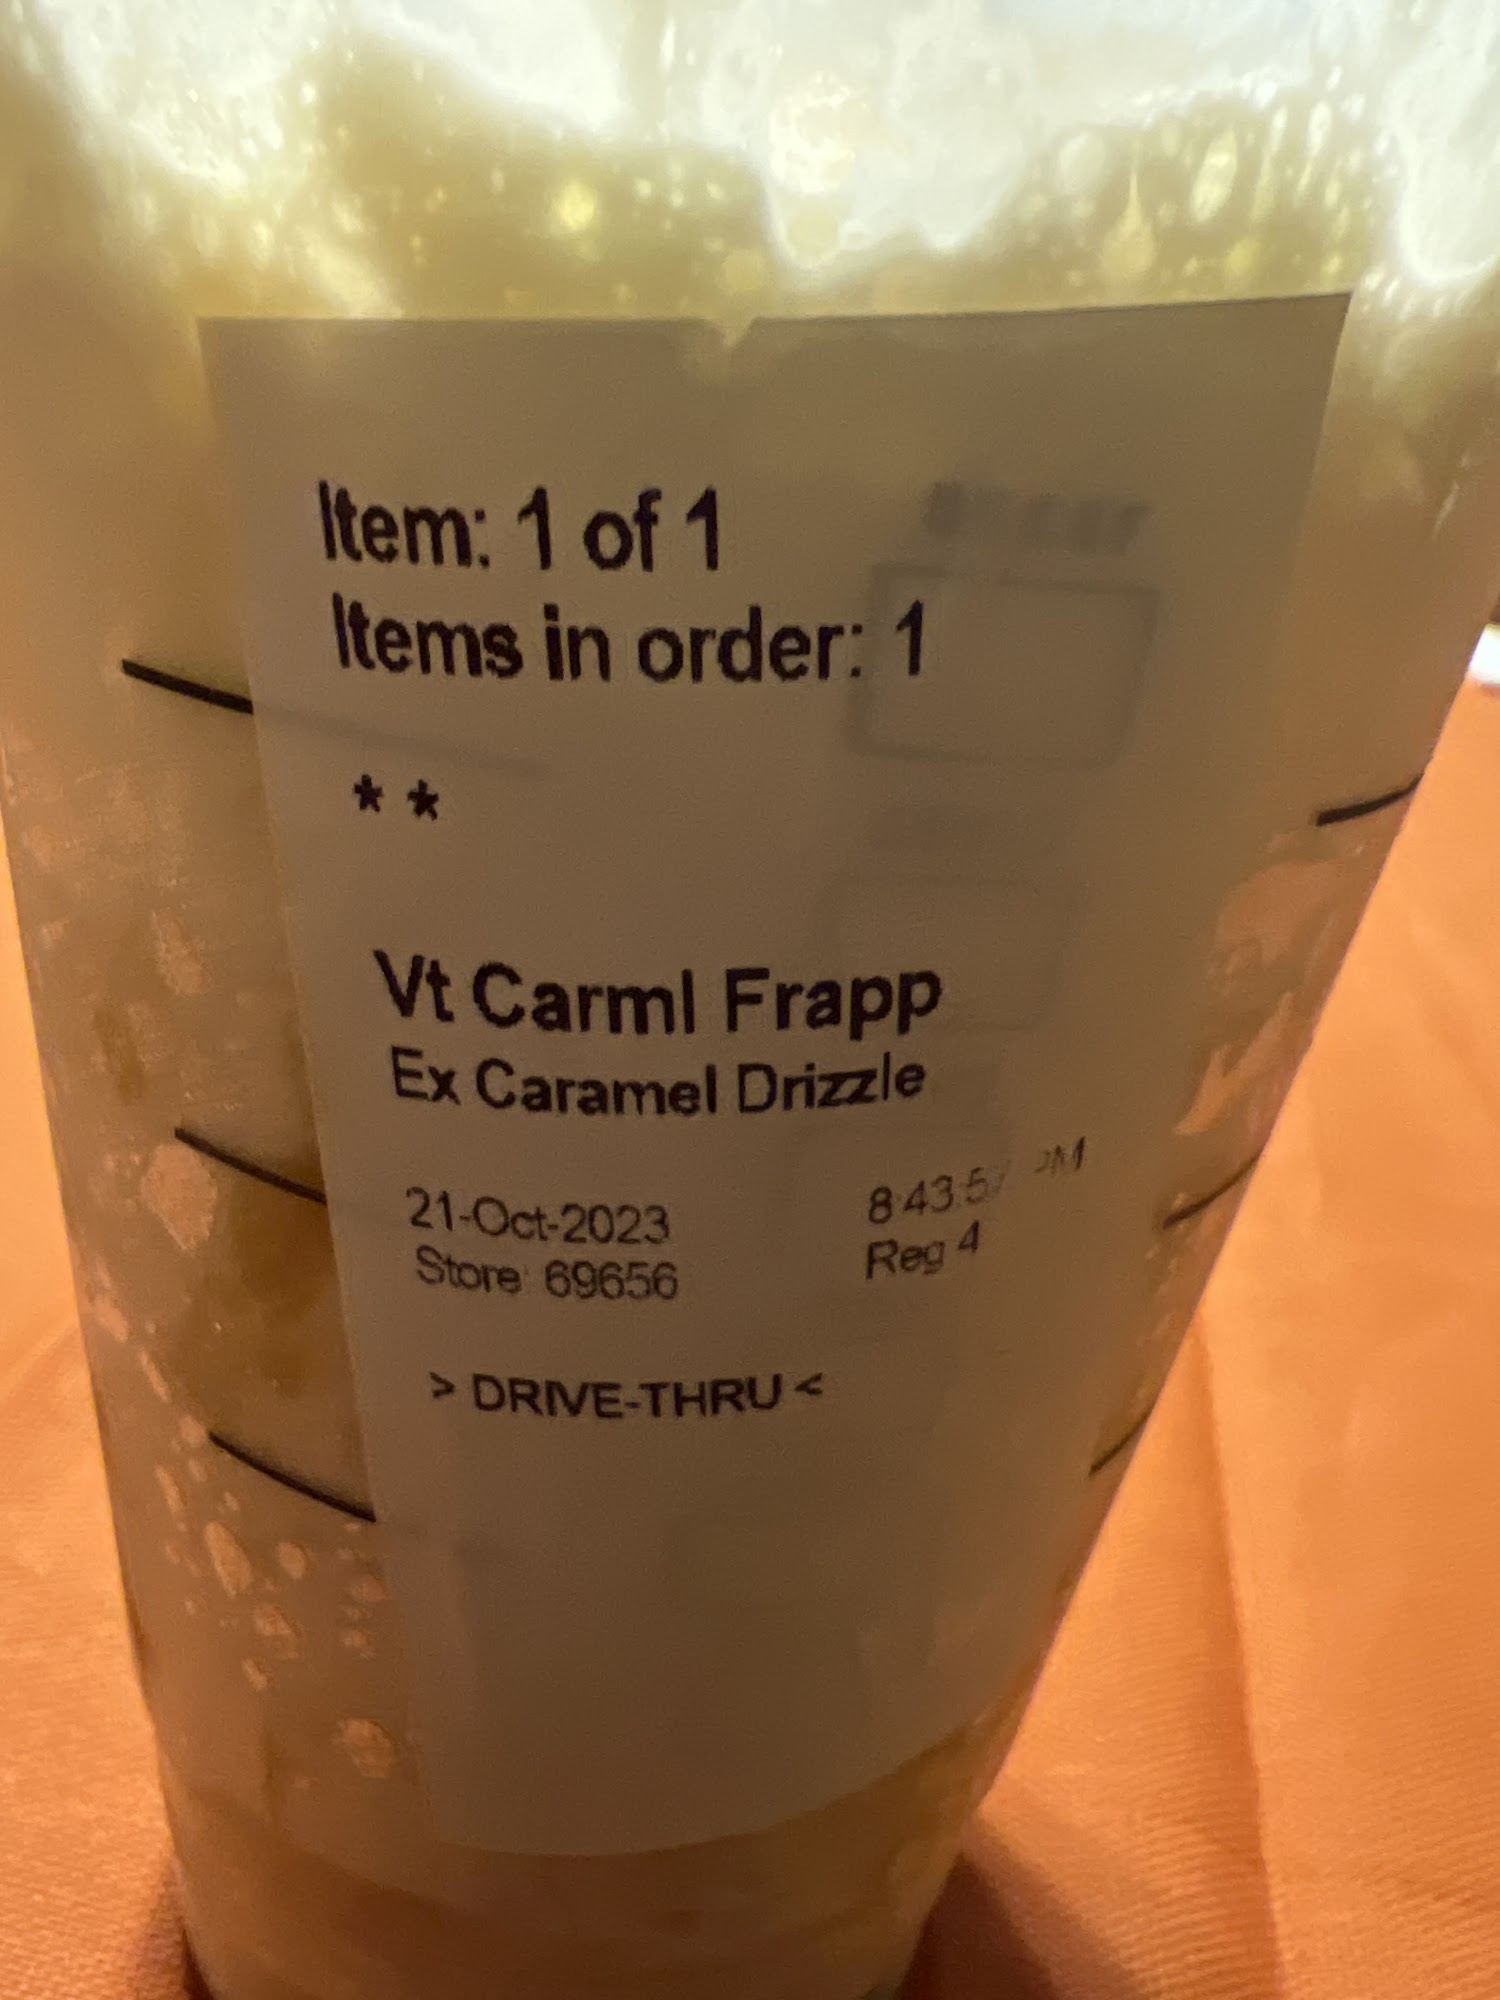 Item: 1 of 1
Items in order: 1
* *
Vt Carml Frapp
Ex Caramel Drizzle
21-Oct-2023 PM
Store: 69656 Reg 4
> DRIVE-THRU <